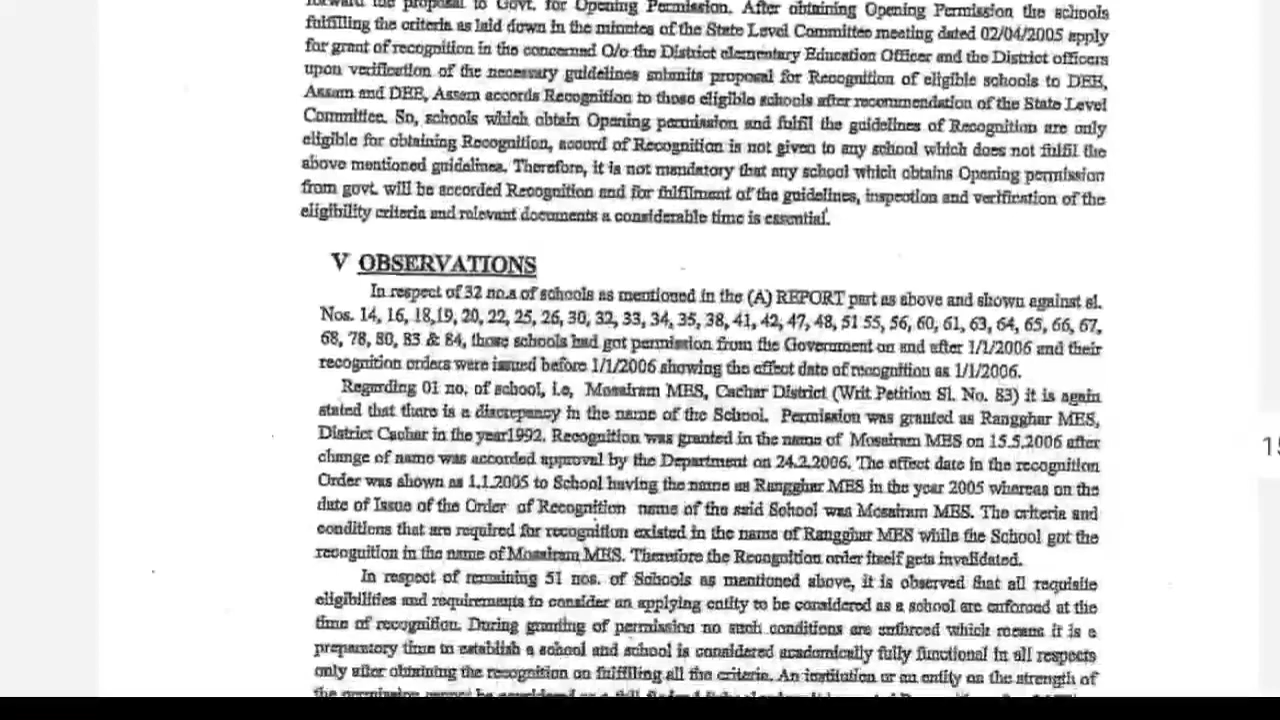 forward the proposal to Govt. for Opening Permission. After obtaining Opening Permission the schools
fulfilling the criteria as laid down in the minutes of the State Level Committee meeting dated 02/04/2005 apply
for grant of recognition in the concerned O/o the District elementary Education Officer and the District officers
upon verification of the necessary guidelines submits proposal for Recognition of eligible schools to DEE,
Assam and DEE, Assam accords Recognition to those eligible schools after recommendation of the State Level
Committee. So, schools which obtain Opening permission and fulfil the guidelines of Recognition are only
eligible for obtaining Recognition, accord of Recognition is not given to any school which does not fulfil the
above mentioned guidelines. Therefore, it is not mandatory that any school which obtains Opening permission
from govt. will be accorded Recognition and for fulfilment of the guidelines, inspection and verification of the
eligibility criteria and relevant documents a considerable time is essential.
V OBSERVATIONS
In respect of 32 no.s of schools as mentioned in the (A) REPORT part as above and shown against sl.
Nos. 14, 16, 18,19, 20, 22, 25, 26, 30, 32, 33, 34, 35, 38, 41, 42, 47, 48, 51 55, 56, 60, 61, 63, 64, 65, 66, 67,
68, 78, 80, 83 & 84, those schools had got permission from the Government on and after 1/1/2006 and their
recognition orders were issued before 1/1/2006 showing the effect date of recognition as 1/1/2006.
Regarding 01 no. of school, i.e, Mosairam MES, Cachar District (Writ Petition Sl. No. 83) it is again
stated that there is a discrepancy in the name of the School. Permission was granted as Rangghar MES,
District Cachar in the year1992. Recognition was granted in the name of Mosairam MES on 15.5.2006 after
change of name was accorded approval by the Department on 24.2.2006. The effect date in the recognition
Order was shown as 1.1.2005 to School having the name as Rangghar MES in the year 2005 whereas on the
date of Issue of the Order of Recognition name of the said School was Mosairam MES. The criteria and
conditions that are required for recognition existed in the name of Rangghar MES while the School got the
recognition in the name of Mosairam MES. Therefore the Recognition order itself gets invalidated.
In respect of remaining 51 nos. of Schools as mentioned above, it is observed that all requisite
eligibilities and requirements to consider an applying entity to be considered as a school are enforced at the
time of recognition. During granting of permission no such conditions are enforced which means it is a
preparatory time to establish a school and school is considered academically fully functional in all respects
only after obtaining the recognition on fulfilling all the criteria. An institution or an entity on the strength of
15